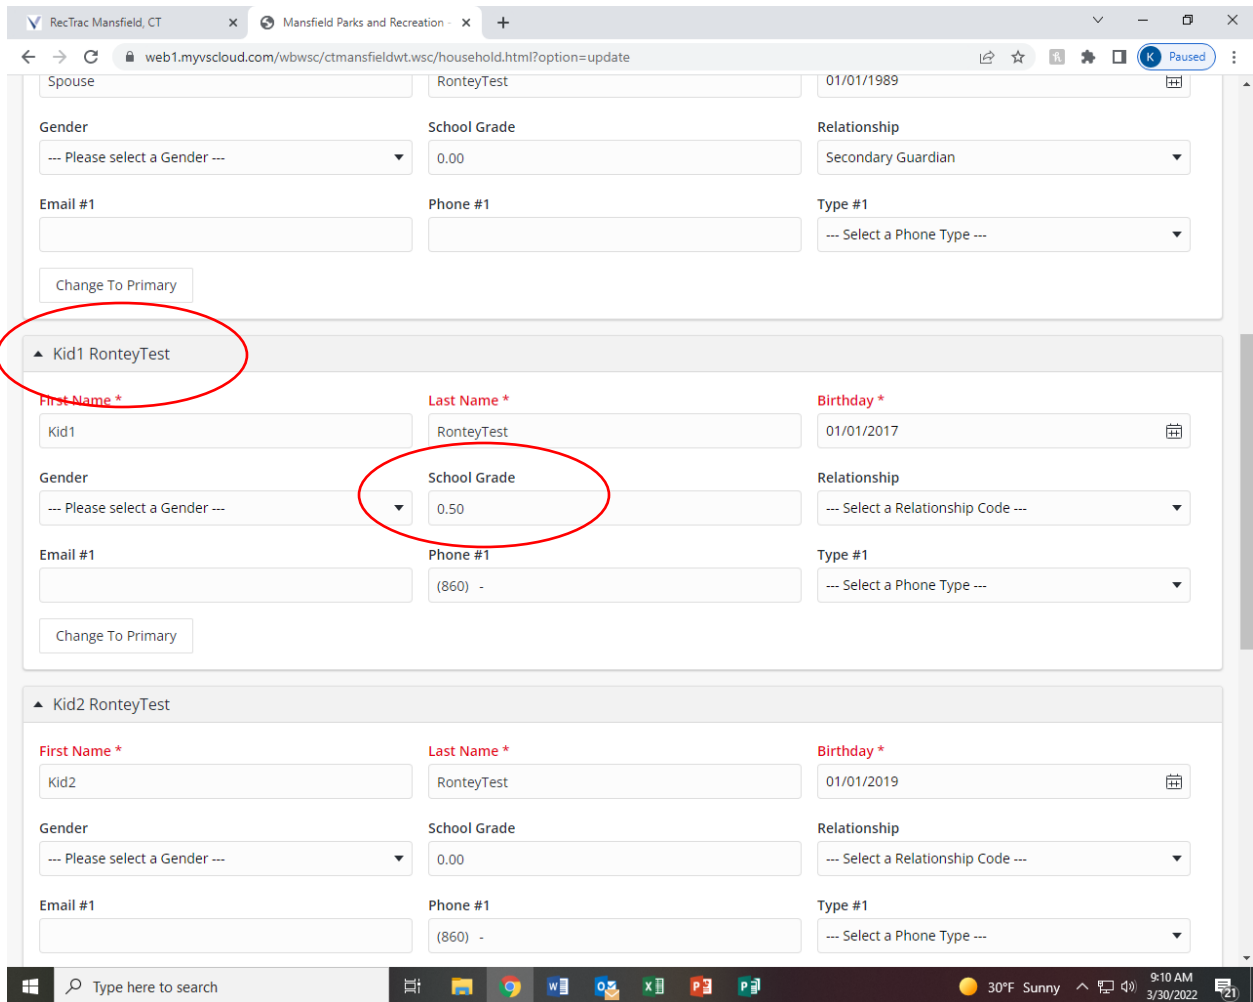 RecTrac Mansfield, CT
Mansfield Parks and Recreation -
web1.myvscloud.com/wbwsc/ctmansfieldwt.wsc/household.html?option=update
K Paused
Spouse RonteyTest 01/01/1989
Gender School Grade Relationship
--- Please select a Gender --- 0.00 Secondary Guardian
Email #1 Phone #1 Type #1
--- Select a Phone Type ---
Change To Primary
Kid1 RonteyTest
First Name * Last Name * Birthday *
Kid1 RonteyTest 01/01/2017
Gender School Grade Relationship
--- Please select a Gender --- 0.50 --- Select a Relationship Code ---
Email #1 Phone #1 Type #1
(860) - --- Select a Phone Type ---
Change To Primary
Kid2 RonteyTest
First Name * Last Name * Birthday *
Kid2 RonteyTest 01/01/2019
Gender School Grade Relationship
--- Please select a Gender --- 0.00 --- Select a Relationship Code ---
Email #1 Phone #1 Type #1
(860) - --- Select a Phone Type ---
Type here to search
30°F Sunny
9:10 AM
3/30/2022
21